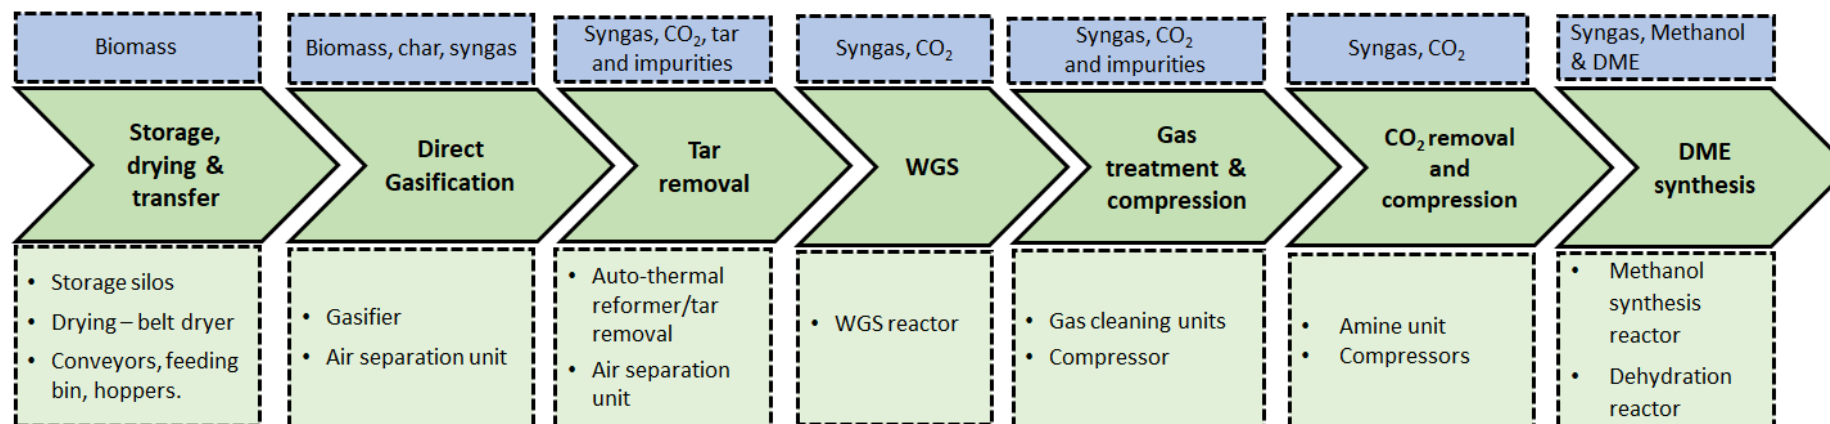 Biomass
Biomass, char, syngas
Syngas, CO₂, tar
and impurities
Syngas, CO₂
Syngas, CO₂
and impurities
Syngas, CO₂
Syngas, Methanol
& DME
Storage,
drying &
transfer
Direct
Gasification
Tar
removal
WGS
Gas
treatment &
compression
CO₂ removal
and
compression
DME
synthesis
• Storage silos
• Drying – belt dryer
• Conveyors, feeding
bin, hoppers.
• Gasifier
• Air separation unit
• Auto-thermal
reformer/tar
removal
• Air separation
unit
• WGS reactor
• Gas cleaning units
• Compressor
• Amine unit
• Compressors
• Methanol
synthesis
reactor
• Dehydration
reactor